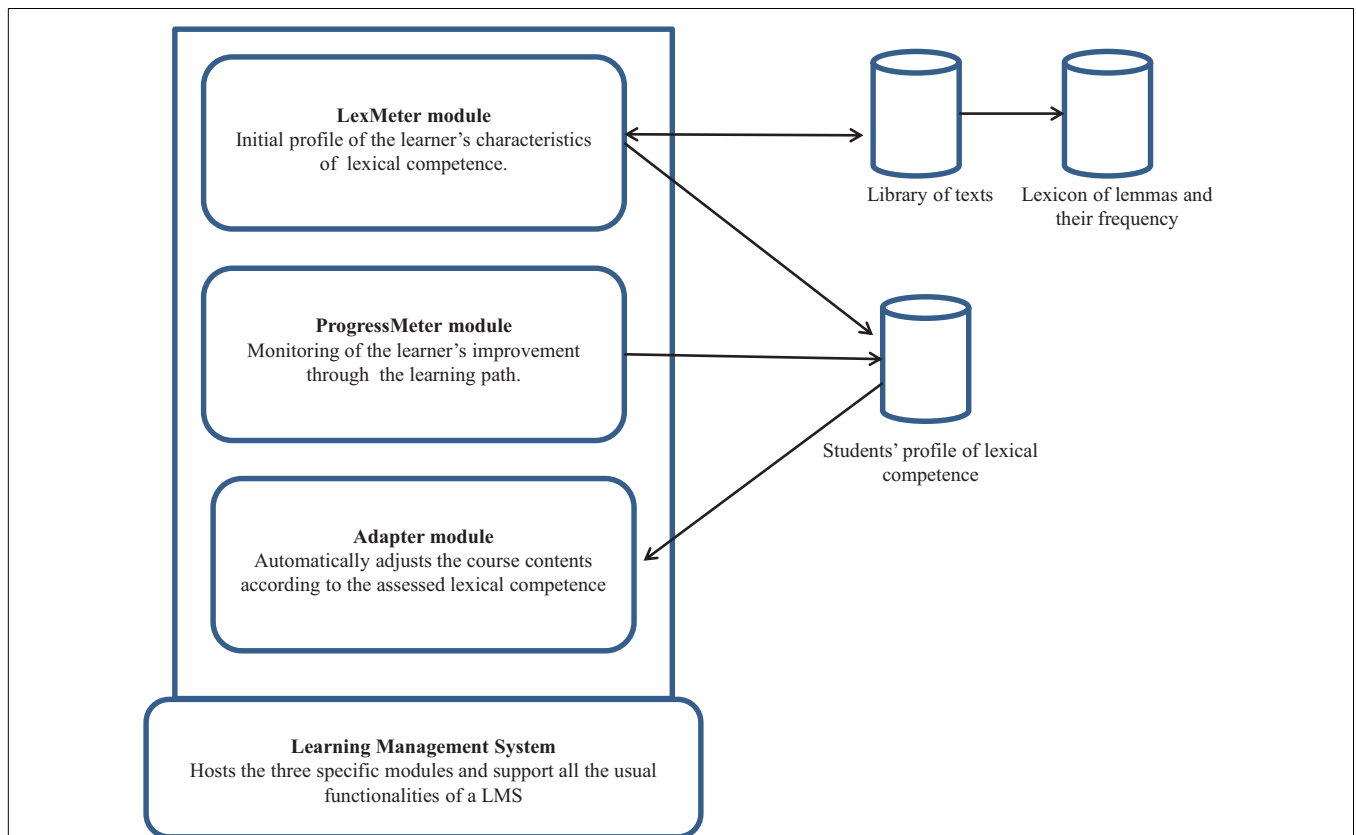 LexMeter module
Initial profile of the learner’s characteristics
of lexical competence.
Library of texts
Lexicon of lemmas and
their frequency
ProgressMeter module
Monitoring of the learner’s improvement
through the learning path.
Students’ profile of lexical
competence
Adapter module
Automatically adjusts the course contents
according to the assessed lexical competence
Learning Management System
Hosts the three specific modules and support all the usual
functionalities of a LMS